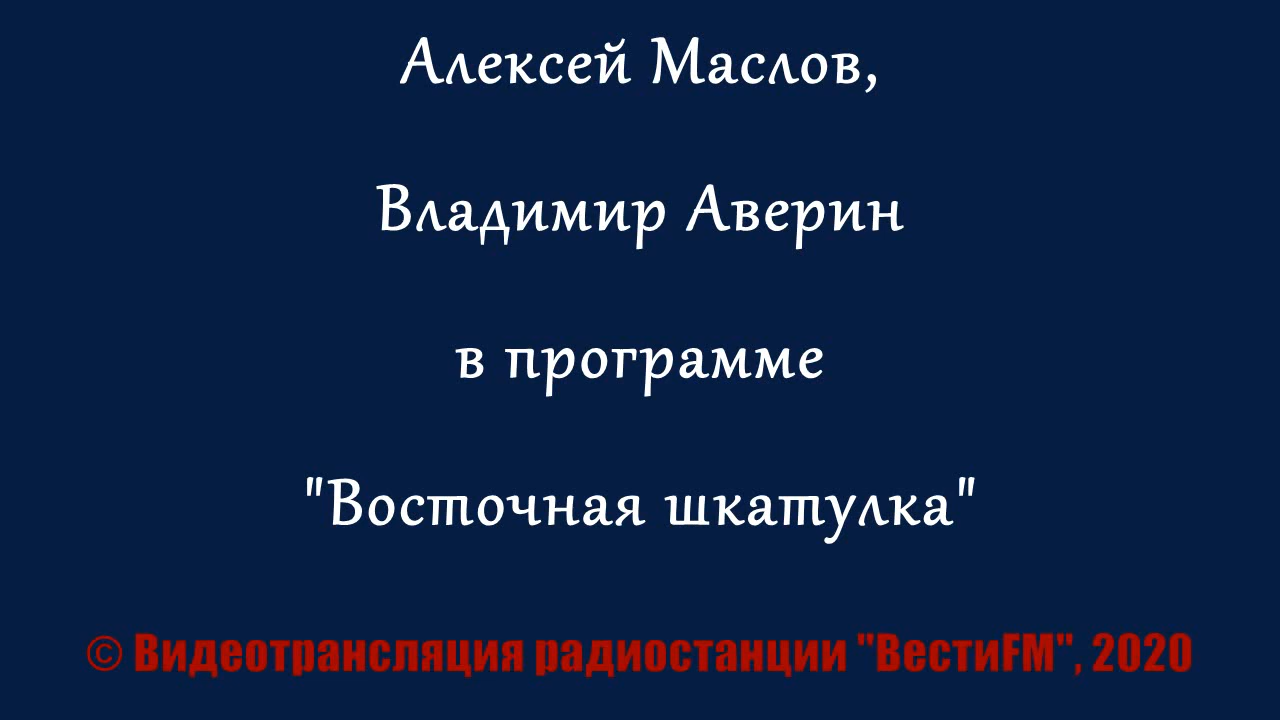 Алексей Маслов,
Владимир Аверин
в программе
"Восточная шкатулка"
© Видеотрансляция радиостанции "ВестиFM", 2020